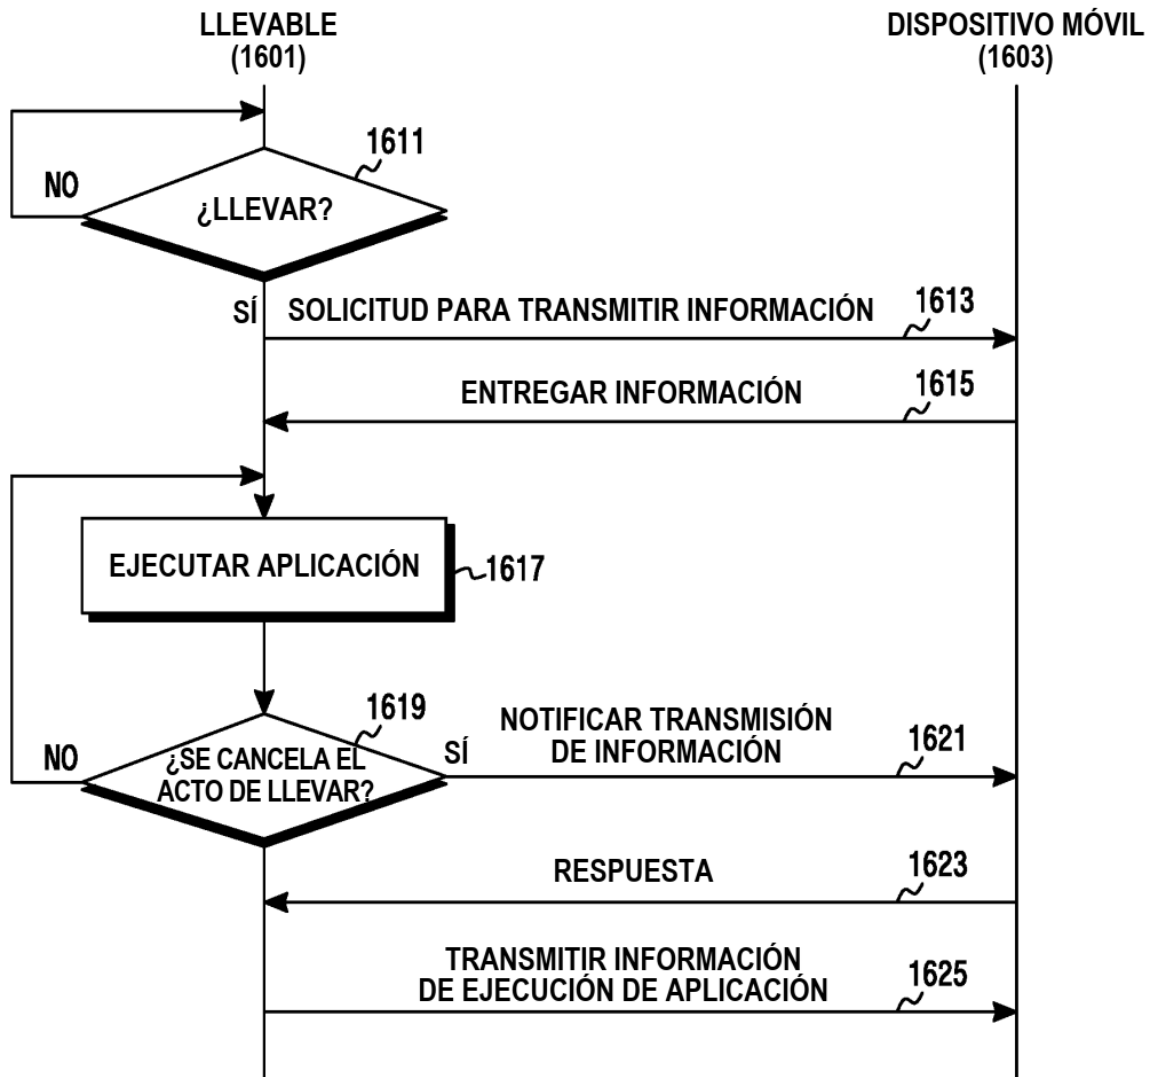 LLEVABLE
(1601)
DISPOSITIVO MÓVIL
(1603)
1611
NO
¿LLEVAR?
SÍ
SOLICITUD PARA TRANSMITIR INFORMACIÓN
1613
ENTREGAR INFORMACIÓN
1615
EJECUTAR APLICACIÓN
1617
1619
NO
¿SE CANCELA EL
ACTO DE LLEVAR?
SÍ
NOTIFICAR TRANSMISIÓN
DE INFORMACIÓN
1621
RESPUESTA
1623
TRANSMITIR INFORMACIÓN
DE EJECUCIÓN DE APLICACIÓN
1625